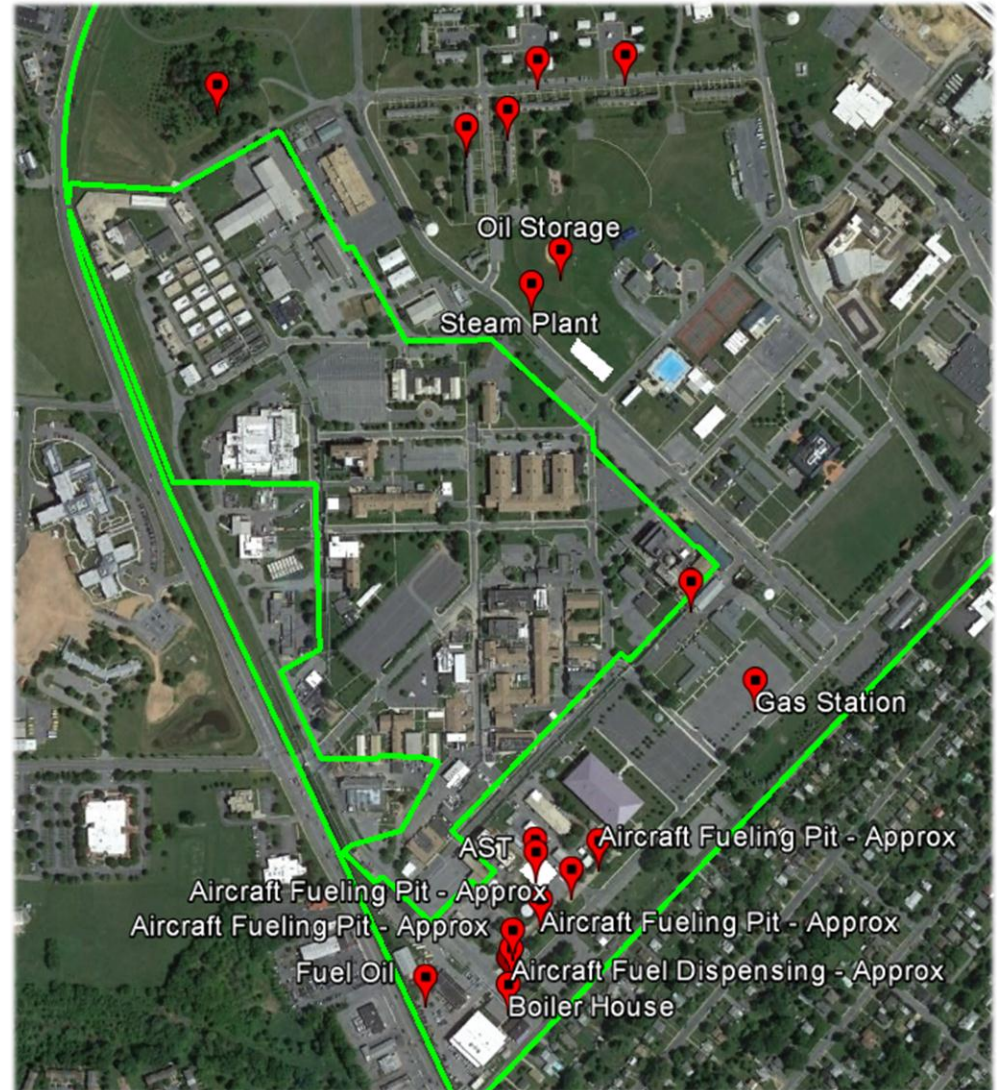 Oil Storage
Steam Plant
Gas Station
AST
Aircraft Fueling Pit - Approx
Aircraft Fueling Pit - Approx
Aircraft Fueling Pit - Approx
Aircraft Fueling Pit - Approx
Fuel Oil
Aircraft Fuel Dispensing - Approx
Boiler House